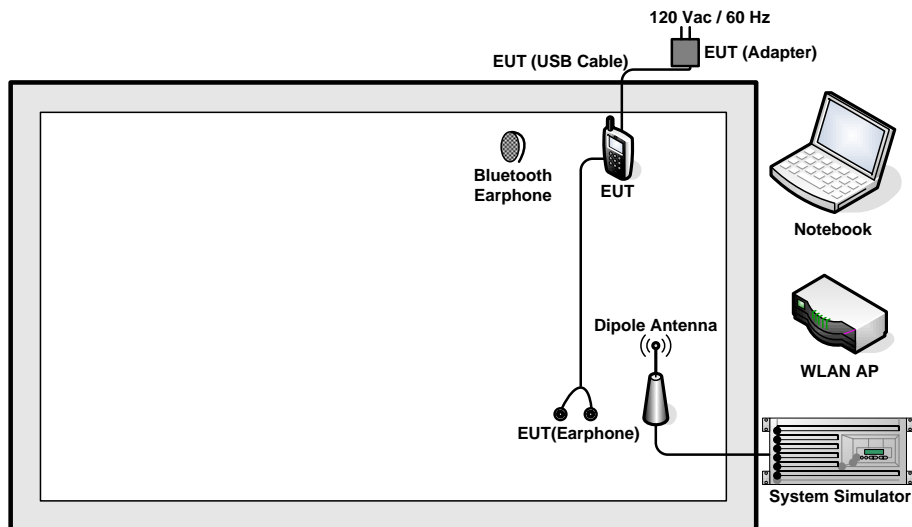 120 Vac / 60 Hz
EUT (Adapter)
EUT (USB Cable)
Bluetooth
Earphone
EUT
Notebook
Dipole Antenna
WLAN AP
EUT(Earphone)
System Simulator